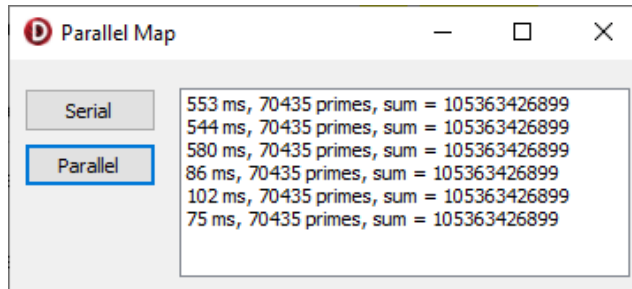 Parallel Map
Serial
Parallel
553 ms, 70435 primes, sum = 105363426899
544 ms, 70435 primes, sum = 105363426899
580 ms, 70435 primes, sum = 105363426899
86 ms, 70435 primes, sum = 105363426899
102 ms, 70435 primes, sum = 105363426899
75 ms, 70435 primes, sum = 105363426899